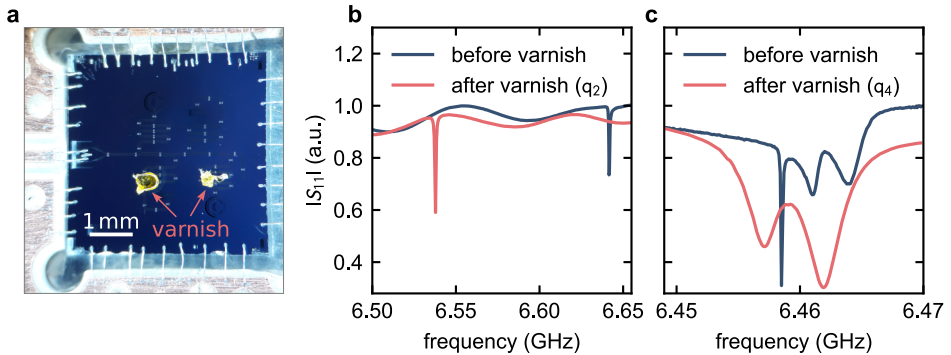 a
1 mm
varnish
b
before varnish
after varnish (q₂)
1.2
1.0
0.8
0.6
0.4
|S₁₁| (a.u.)
6.50
6.55
6.60
6.65
frequency (GHz)
c
before varnish
after varnish (q₄)
6.45
6.46
6.47
frequency (GHz)